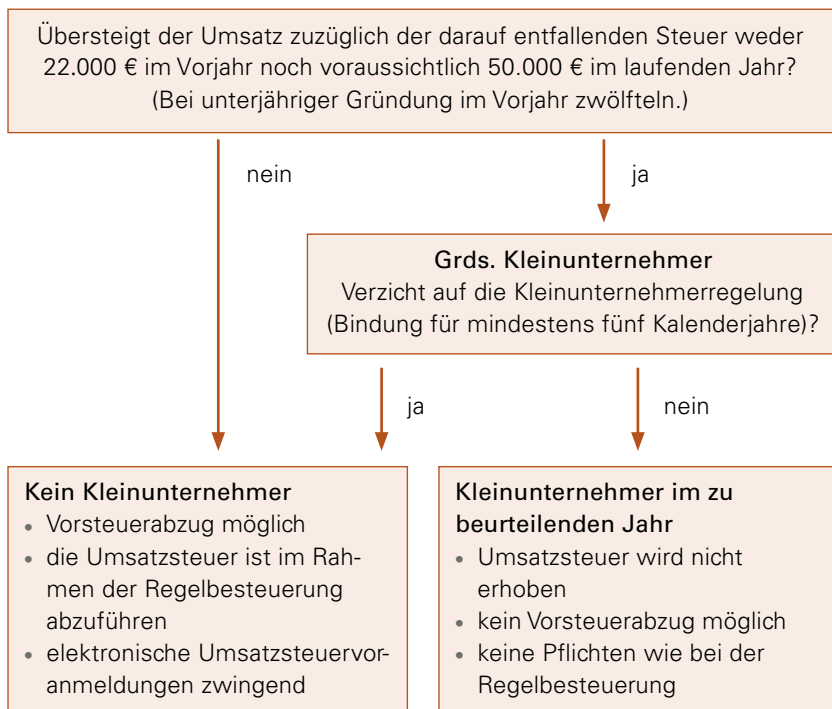 Übersteigt der Umsatz zuzüglich der darauf entfallenden Steuer weder
22.000 € im Vorjahr noch voraussichtlich 50.000 € im laufenden Jahr?
(Bei unterjähriger Gründung im Vorjahr zwölfteln.)
nein
ja
Grds. Kleinunternehmer
Verzicht auf die Kleinunternehmerregelung
(Bindung für mindestens fünf Kalenderjahre)?
ja
nein
Kein Kleinunternehmer
• Vorsteuerabzug möglich
• die Umsatzsteuer ist im Rah-
men der Regelbesteuerung
abzuführen
• elektronische Umsatzsteuervor-
anmeldungen zwingend
Kleinunternehmer im zu
beurteilenden Jahr
• Umsatzsteuer wird nicht
erhoben
• kein Vorsteuerabzug möglich
• keine Pflichten wie bei der
Regelbesteuerung